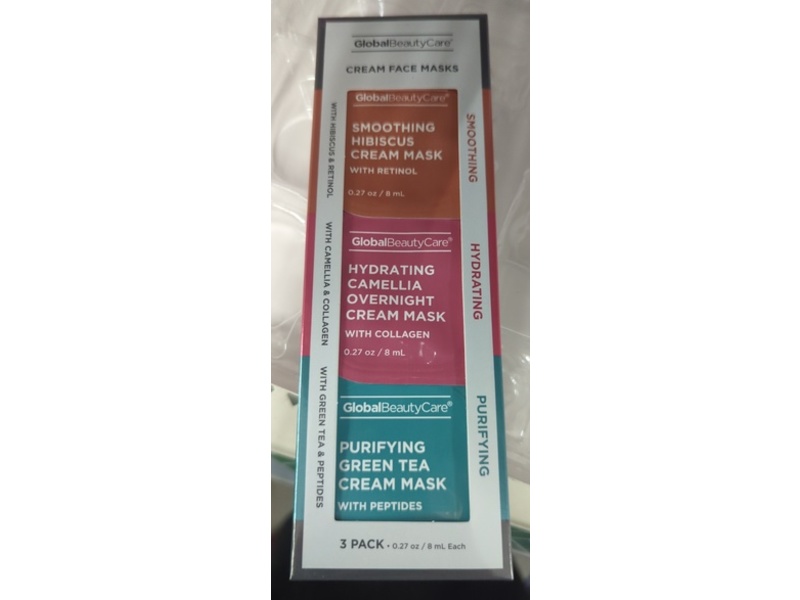 GlobalBeautyCare®
CREAM FACE MASKS
GlobalBeautyCare®
SMOOTHING
HIBISCUS
CREAM MASK
WITH RETINOL
0.27 oz / 8 mL
GlobalBeautyCare®
HYDRATING
CAMELLIA
OVERNIGHT
CREAM MASK
WITH COLLAGEN
0.27 oz / 8 mL
GlobalBeautyCare®
PURIFYING
GREEN TEA
CREAM MASK
WITH PEPTIDES
WITH HIBISCUS & RETINOL
WITH CAMELLIA & COLLAGEN
WITH GREEN TEA & PEPTIDES
SMOOTHING
HYDRATING
PURIFYING
3 PACK • 0.27 oz / 8 mL Each